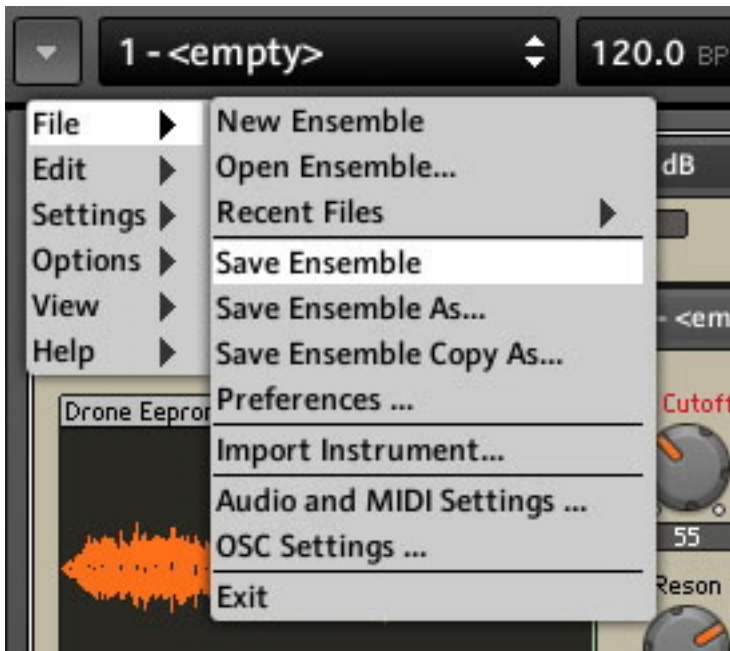 1 - <empty>
120.0 BP
File
Edit
Settings
Options
View
Help
New Ensemble
Open Ensemble...
Recent Files
Save Ensemble
Save Ensemble As...
Save Ensemble Copy As...
Preferences ...
Import Instrument...
Audio and MIDI Settings ...
OSC Settings ...
Exit
dB
- <em
Drone Eepro
Cutoff
55
Reson